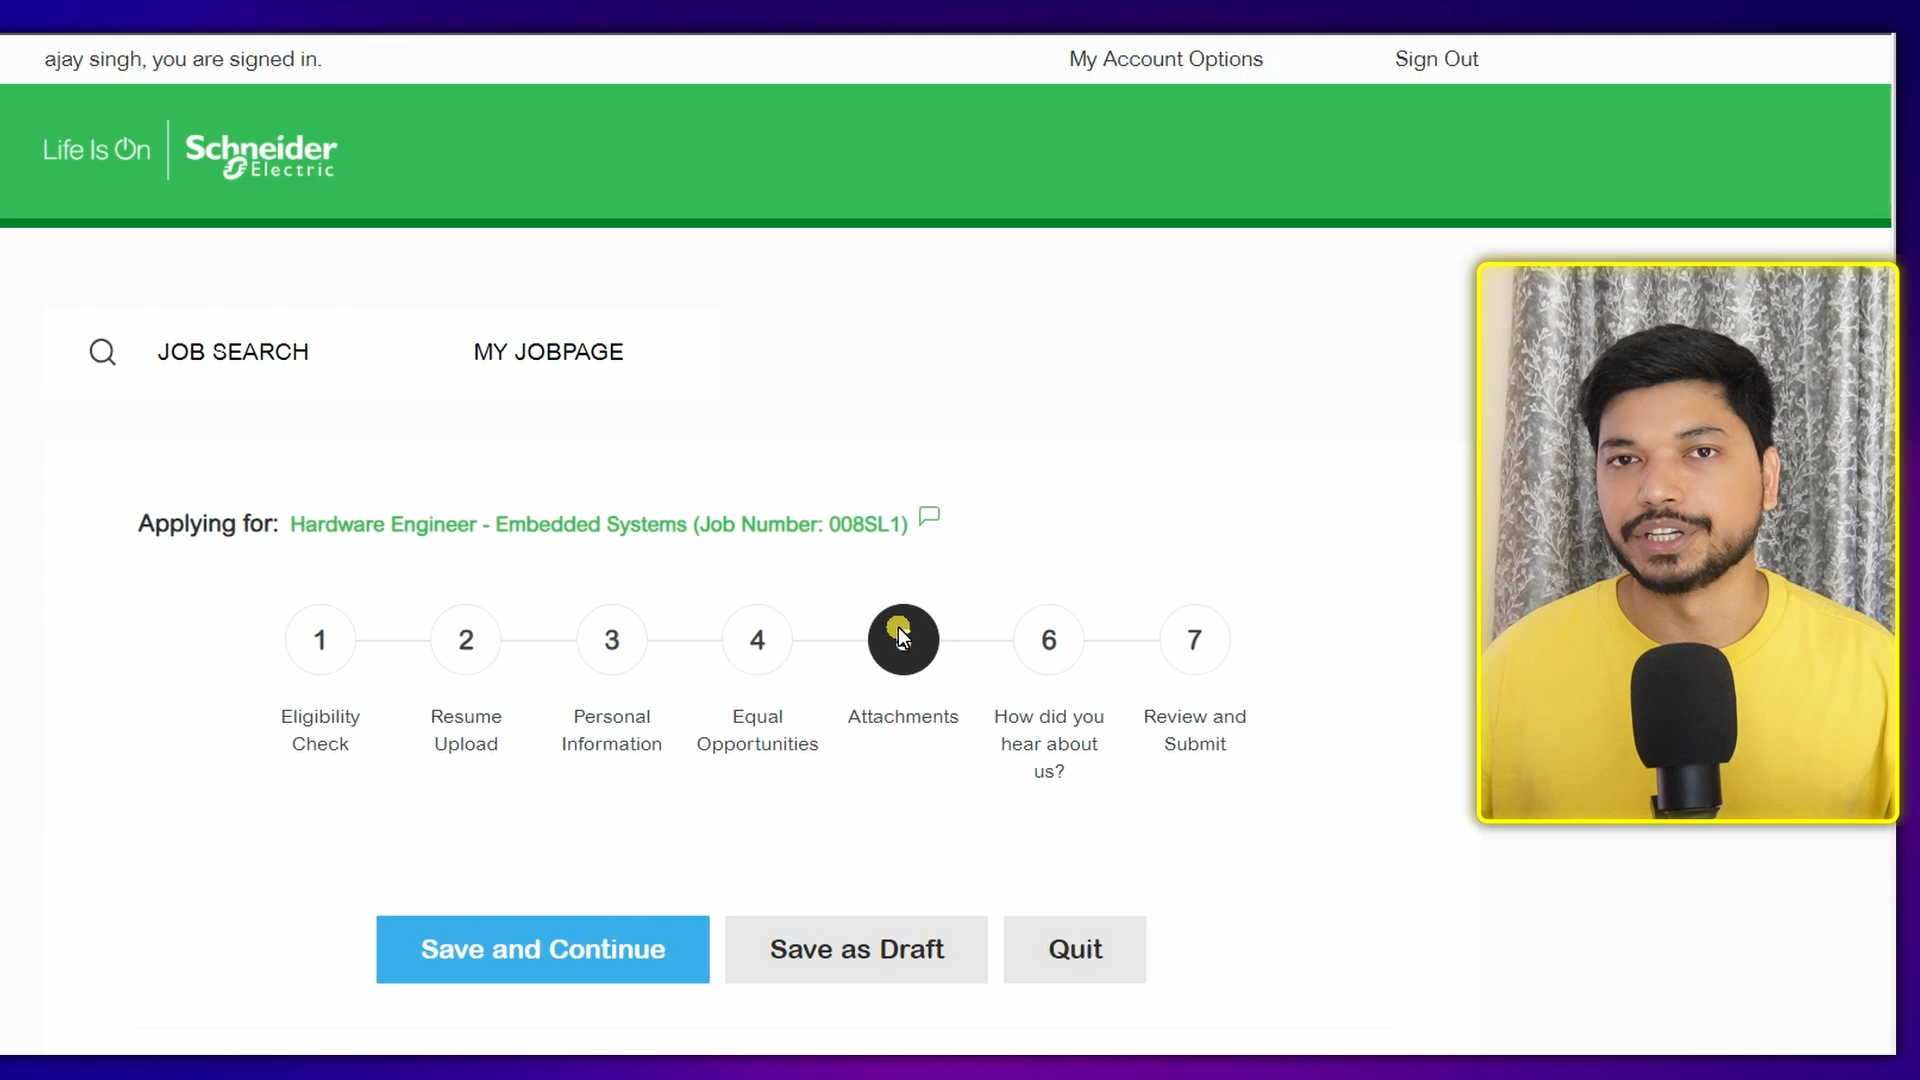 ajay singh, you are signed in.
My Account Options
Sign Out
Life Is On
Schneider
Electric
JOB SEARCH
MY JOBPAGE
Applying for: Hardware Engineer - Embedded Systems (Job Number: 008SL1)
1
2
3
4
6
7
Eligibility
Check
Resume
Upload
Personal
Information
Equal
Opportunities
Attachments
How did you
hear about
us?
Review and
Submit
Save and Continue
Save as Draft
Quit